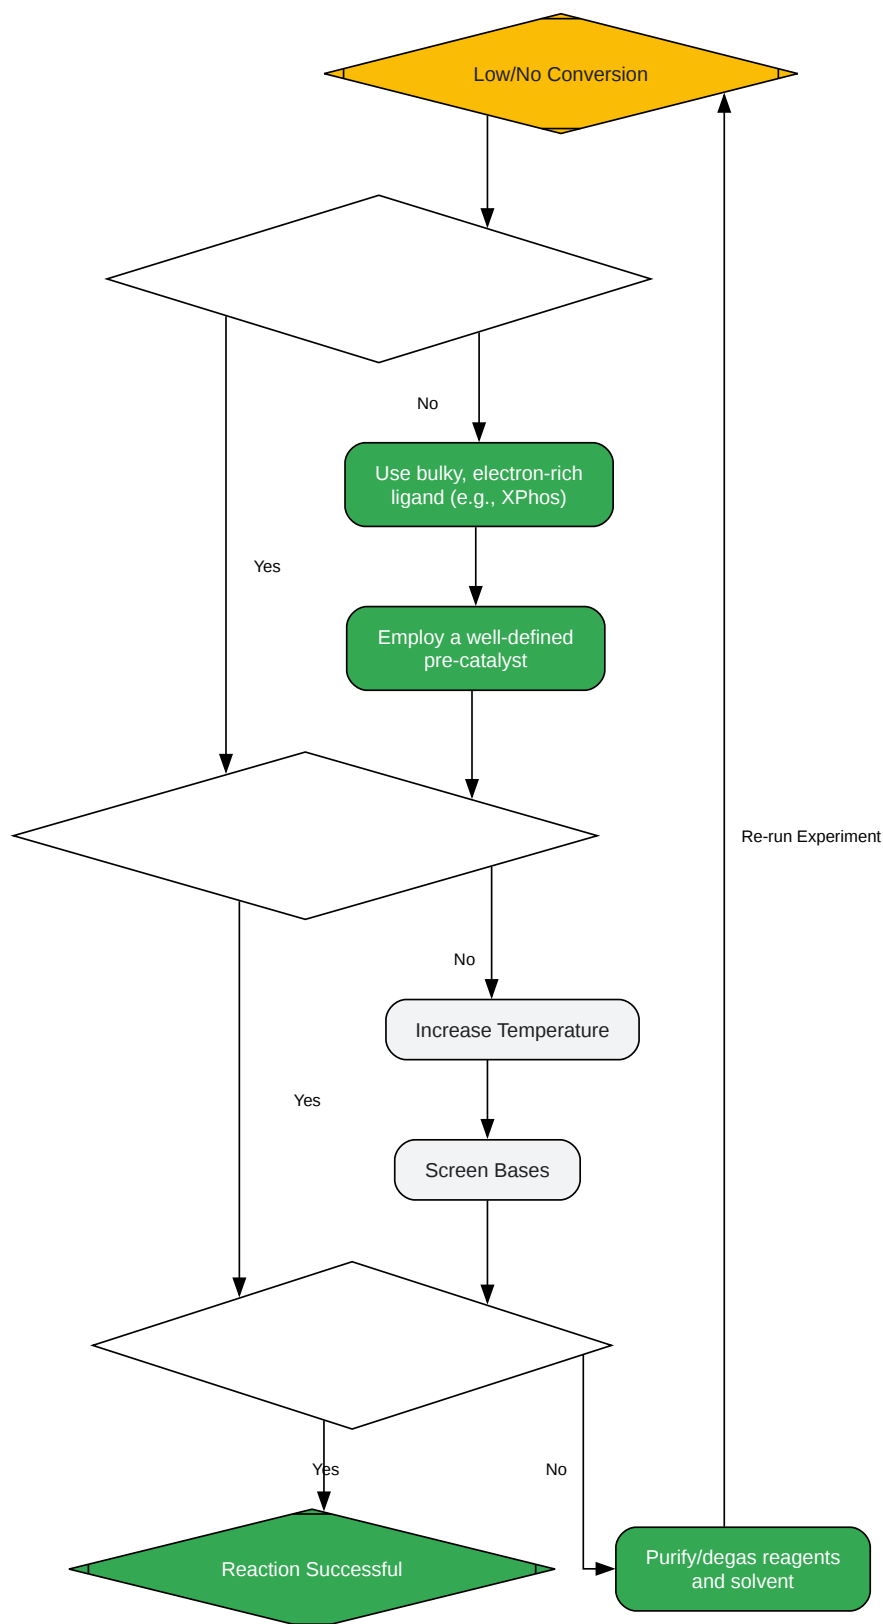 Low/No Conversion
No
Use bulky, electron-rich
ligand (e.g., XPhos)
Yes
Employ a well-defined
pre-catalyst
Re-run Experiment
No
Increase Temperature
Yes
Screen Bases
Yes
No
Purify/degas reagents
and solvent
Reaction Successful